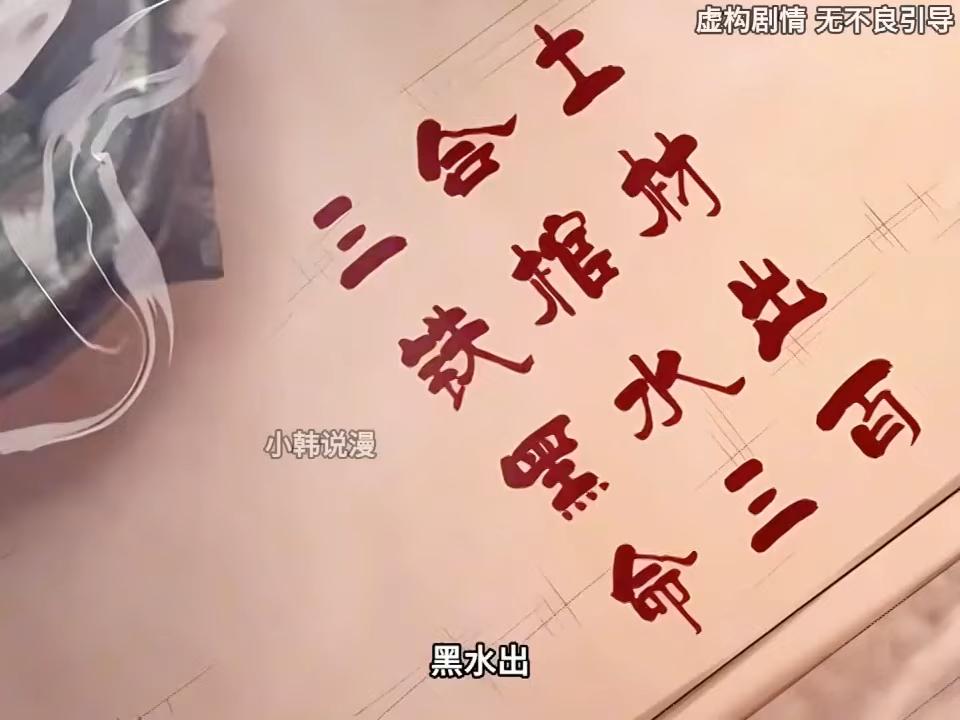 虚构剧情 无不良引导
三合土
铁棺材
黑水出
命三百
小韩说漫
黑水出